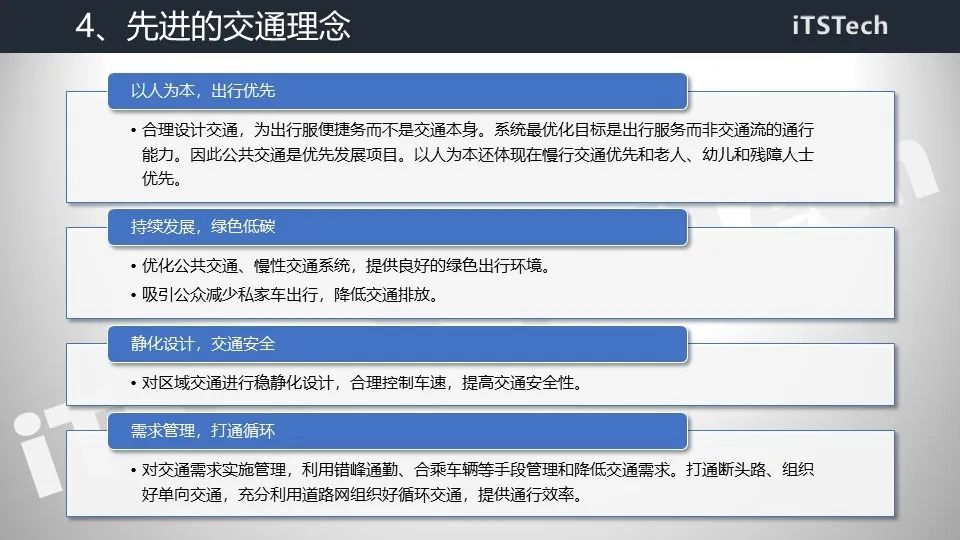 4、先进的交通理念
iTSTech
以人为本，出行优先
• 合理设计交通，为出行服便捷务而不是交通本身。系统最优化目标是出行服务而非交通流的通行
能力。因此公共交通是优先发展项目。以人为本还体现在慢行交通优先和老人、幼儿和残障人士
优先。
持续发展，绿色低碳
• 优化公共交通、慢性交通系统，提供良好的绿色出行环境。
• 吸引公众减少私家车出行，降低交通排放。
静化设计，交通安全
• 对区域交通进行稳静化设计，合理控制车速，提高交通安全性。
需求管理，打通循环
• 对交通需求实施管理，利用错峰通勤、合乘车辆等手段管理和降低交通需求。打通断头路、组织
好单向交通，充分利用道路网组织好循环交通，提供通行效率。